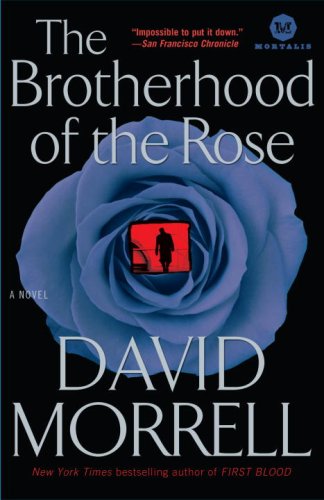 The
Brotherhood
of the Rose
"Impossible to put it down."
—San Francisco Chronicle
M
MORTALIS
A NOVEL
DAVID
MORRELL
New York Times bestselling author of FIRST BLOOD